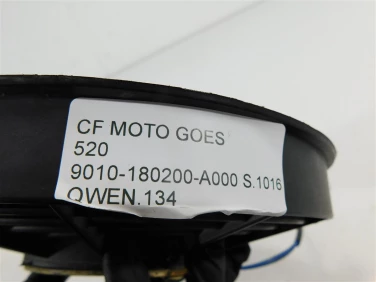 CF MOTO GOES
520
9010-180200-A000 S.1016
QWEN.134